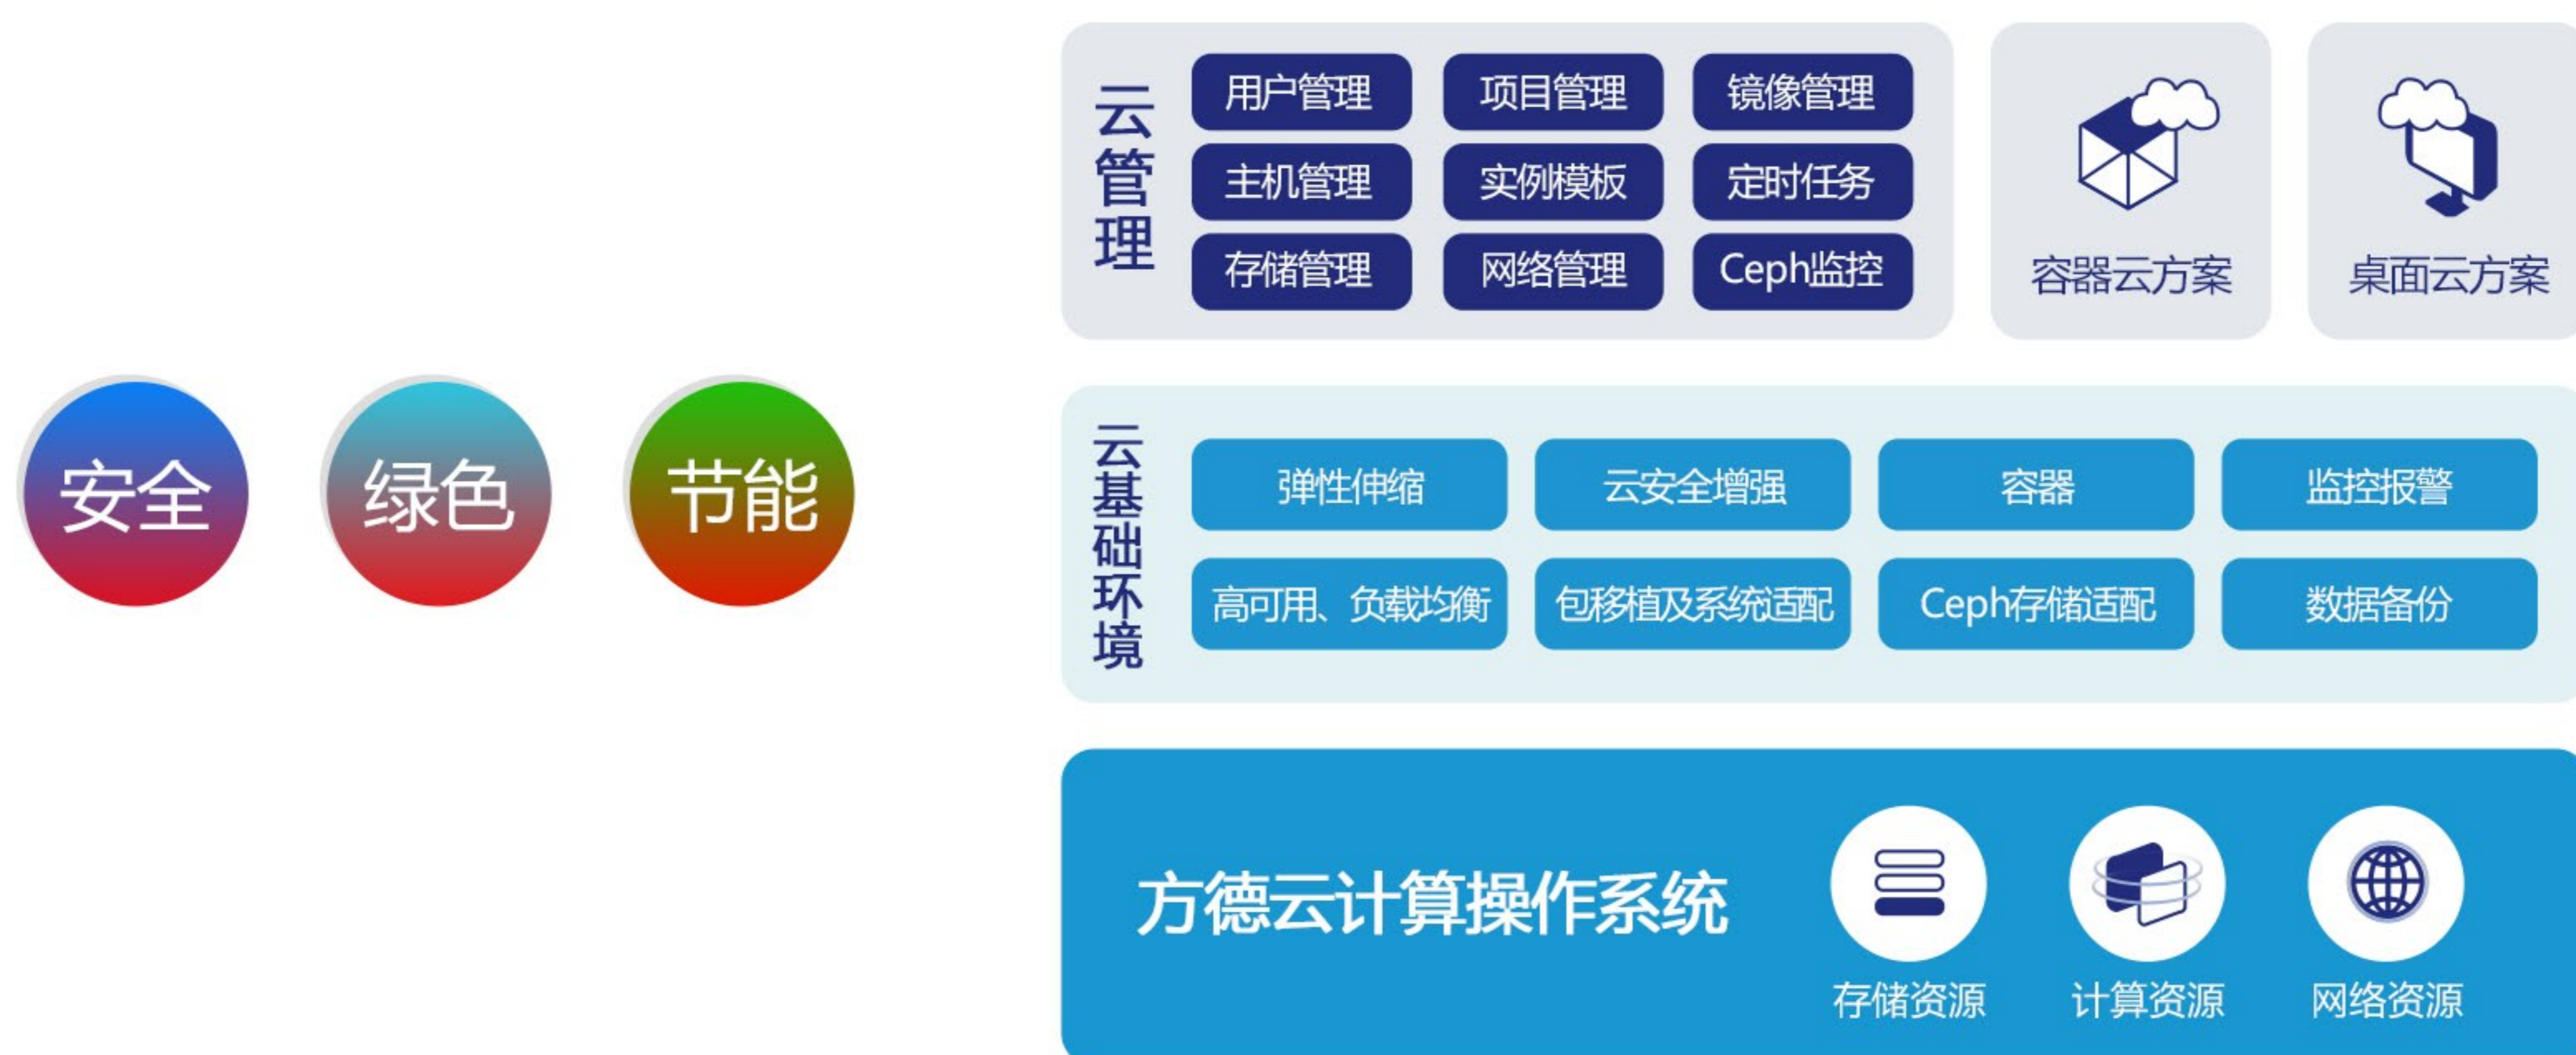 安全
绿色
节能
云管理
用户管理
项目管理
镜像管理
主机管理
实例模板
定时任务
存储管理
网络管理
Ceph监控
容器云方案
桌面云方案
云基础环境
弹性伸缩
云安全增强
容器
监控报警
高可用、负载均衡
包移植及系统适配
Ceph存储适配
数据备份
方德云计算操作系统
存储资源
计算资源
网络资源